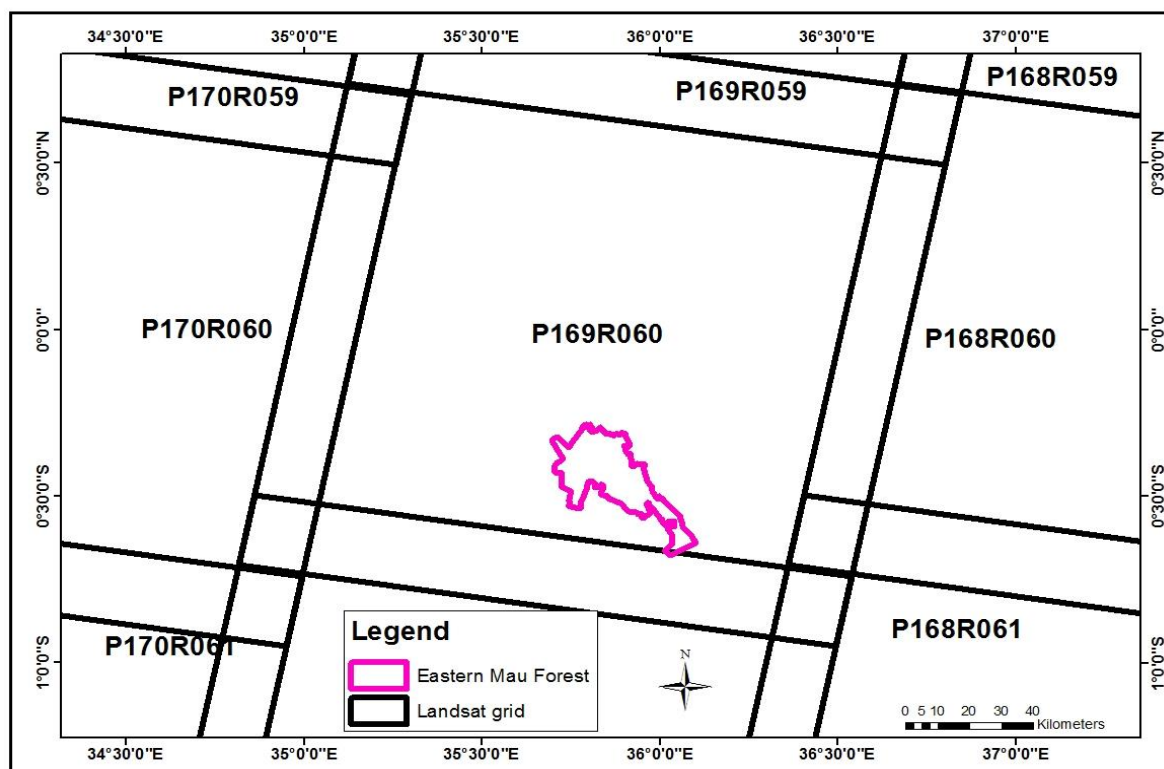 34°30'0"E 35°0'0"E 35°30'0"E 36°0'0"E 36°30'0"E 37°0'0"E
P170R059 P169R059 P168R059
0°30'0"N 0°30'0"N
P170R060 P169R060 P168R060
0°0'0" 0°0'0"
0°30'0"S 0°30'0"S
P170R061 P168R061
1°0'0"S 1°0'0"S
Legend
Eastern Mau Forest
Landsat grid
N
0 5 10 20 30 40
Kilometers
34°30'0"E 35°0'0"E 35°30'0"E 36°0'0"E 36°30'0"E 37°0'0"E